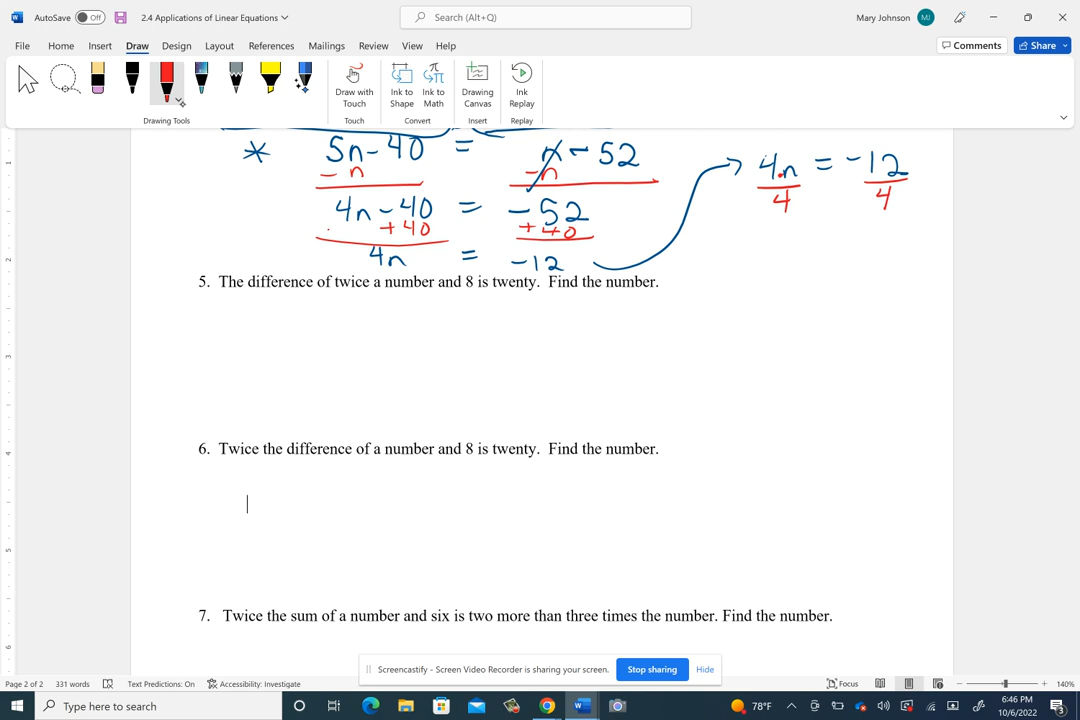 AutoSave Off 2.4 Applications of Linear Equations Search (Alt+Q) Mary Johnson MJ
File Home Insert Draw Design Layout References Mailings Review View Help Comments Share
Draw with Touch Ink to Shape Ink to Math Drawing Canvas Ink Replay
Drawing Tools Touch Convert Insert Replay
* 5n - 40 = n - 52
- n - n
4n - 40 = - 52
+ 40 + 40
4n = - 12
4n = - 12
4 4
5. The difference of twice a number and 8 is twenty. Find the number.
6. Twice the difference of a number and 8 is twenty. Find the number.
7. Twice the sum of a number and six is two more than three times the number. Find the number.
Screencastify - Screen Video Recorder is sharing your screen. Stop sharing Hide
Page 2 of 2 331 words Text Predictions: On Accessibility: Investigate Focus 140%
Type here to search 78°F 6:46 PM
10/6/2022 3